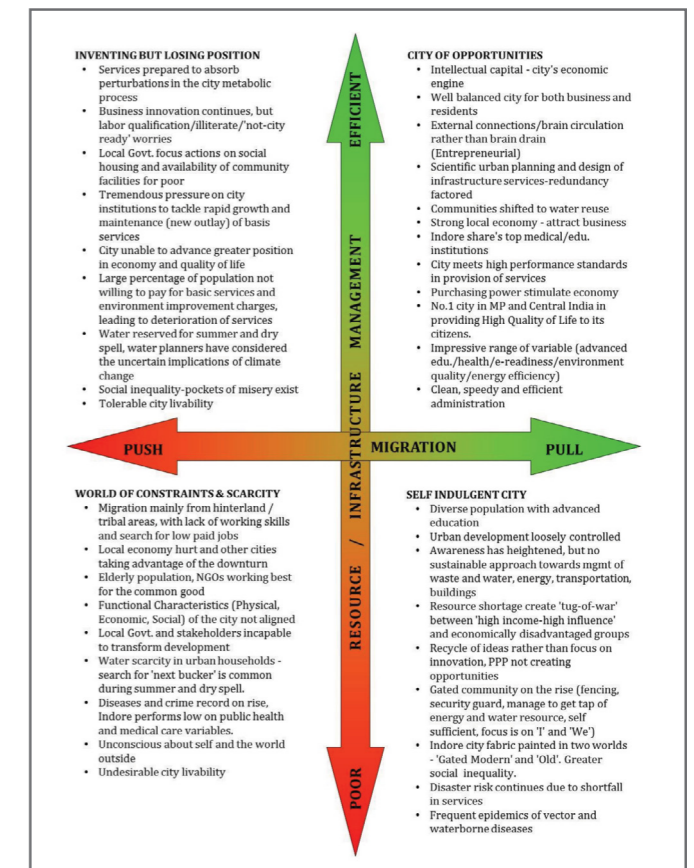 INVENTING BUT LOSING POSITION
• Services prepared to absorb
perturbations in the city metabolic
process
• Business innovation continues, but
labor qualification/illiterate/'not-city
ready' worries
• Local Govt. focus actions on social
housing and availability of community
facilities for poor
• Tremendous pressure on city
institutions to tackle rapid growth and
maintenance (new outlay) of basis
services
• City unable to advance greater position
in economy and quality of life
• Large percentage of population not
willing to pay for basic services and
environment improvement charges,
leading to deterioration of services
• Water reserved for summer and dry
spell, water planners have considered
the uncertain implications of climate
change
• Social inequality-pockets of misery exist
• Tolerable city livability
CITY OF OPPORTUNITIES
• Intellectual capital - city's economic
engine
• Well balanced city for both business and
residents
• External connections/brain circulation
rather than brain drain
(Entrepreneurial)
• Scientific urban planning and design of
infrastructure services-redundancy
factored
• Communities shifted to water reuse
• Strong local economy - attract business
• Indore share's top medical/edu.
institutions
• City meets high performance standards
in provision of services
• Purchasing power stimulate economy
• No.1 city in MP and Central India in
providing High Quality of Life to its
citizens.
• Impressive range of variable (advanced
edu./health/e-readiness/environment
quality/energy efficiency)
• Clean, speedy and efficient
administration
EFFICIENT
RESOURCE / INFRASTRUCTURE MANAGEMENT
POOR
PUSH
MIGRATION
PULL
WORLD OF CONSTRAINTS & SCARCITY
• Migration mainly from hinterland /
tribal areas, with lack of working skills
and search for low paid jobs
• Local economy hurt and other cities
taking advantage of the downturn
• Elderly population, NGOs working best
for the common good
• Functional Characteristics (Physical,
Economic, Social) of the city not aligned
• Local Govt. and stakeholders incapable
to transform development
• Water scarcity in urban households -
search for 'next bucker' is common
during summer and dry spell.
• Diseases and crime record on rise,
Indore performs low on public health
and medical care variables.
• Unconscious about self and the world
outside
• Undesirable city livability
SELF INDULGENT CITY
• Diverse population with advanced
education
• Urban development loosely controlled
• Awareness has heightened, but no
sustainable approach towards mgmt of
waste and water, energy, transportation,
buildings
• Resource shortage create 'tug-of-war'
between 'high income-high influence'
and economically disadvantaged groups
• Recycle of ideas rather than focus on
innovation, PPP not creating
opportunities
• Gated community on the rise (fencing,
security guard, manage to get tap of
energy and water resource, self
sufficient, focus is on 'I' and 'We')
• Indore city fabric painted in two worlds
- 'Gated Modern' and 'Old'. Greater
social inequality.
• Disaster risk continues due to shortfall
in services
• Frequent epidemics of vector and
waterborne diseases